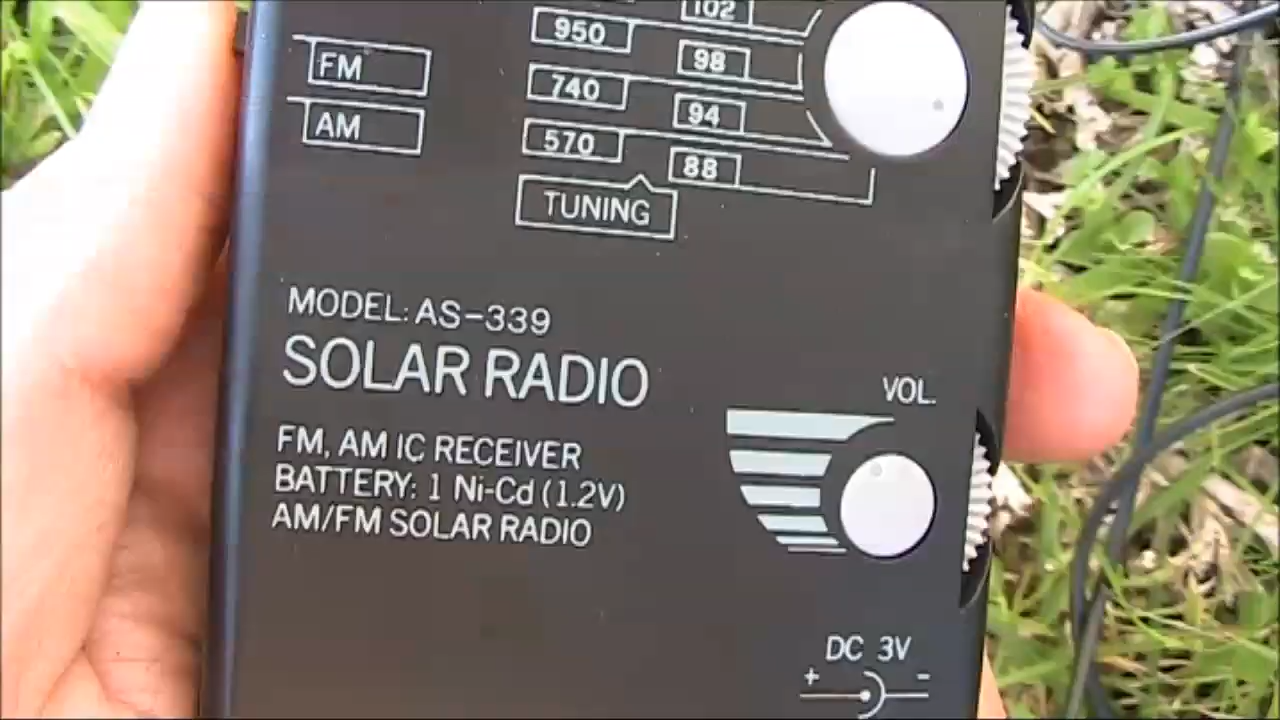 102
950
98
FM
740
94
AM
570
88
TUNING
MODEL: AS-339
SOLAR RADIO
VOL.
FM, AM IC RECEIVER
BATTERY: 1 Ni-Cd (1.2V)
AM/FM SOLAR RADIO
DC 3V
+ −